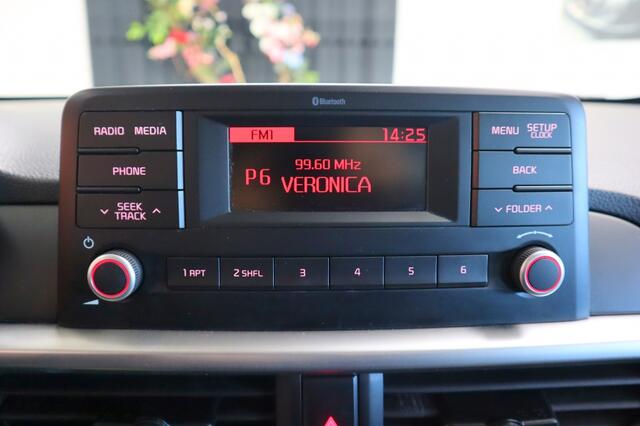 Bluetooth
RADIO MEDIA
PHONE
SEEK
TRACK
FM1 14:25
99.60 MHz
P6 VERONICA
MENU SETUP
CLOCK
BACK
FOLDER
1 RPT 2 SHFL 3 4 5 6